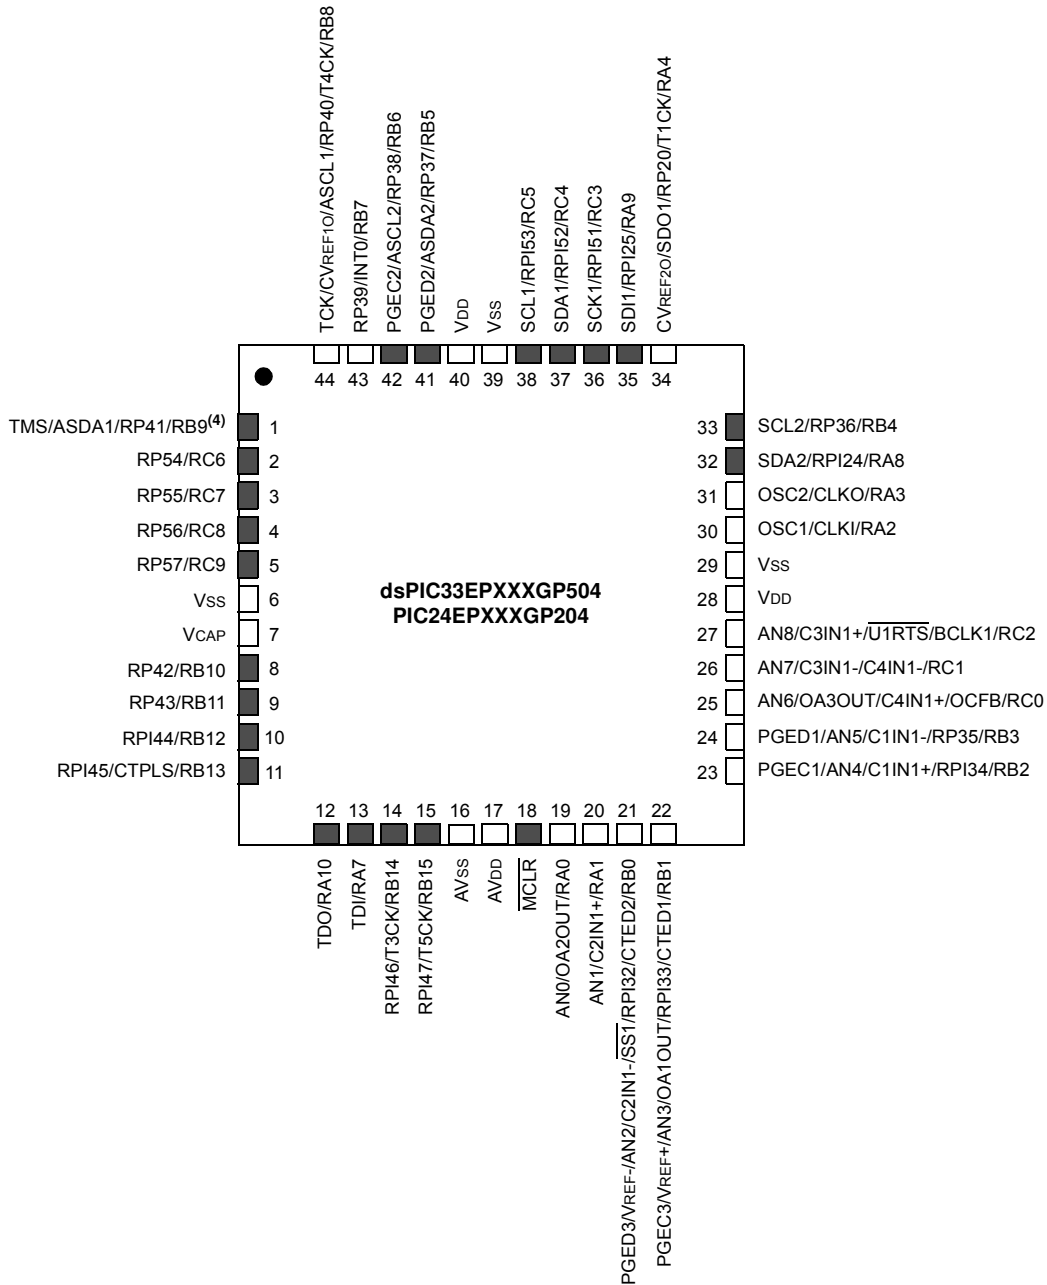 TCK/CVREF1O/ASCL1/RP40/T4CK/RB8
RP39/INT0/RB7
PGEC2/ASCL2/RP38/RB6
PGED2/ASDA2/RP37/RB5
VDD
VSS
SCL1/RPI53/RC5
SDA1/RPI52/RC4
SCK1/RPI51/RC3
SDI1/RPI25/RA9
CVREF2O/SDO1/RP20/T1CK/RA4
44 43 42 41 40 39 38 37 36 35 34
TMS/ASDA1/RP41/RB9(4) 1
RP54/RC6 2
RP55/RC7 3
RP56/RC8 4
RP57/RC9 5
VSS 6
VCAP 7
RP42/RB10 8
RP43/RB11 9
RPI44/RB12 10
RPI45/CTPLS/RB13 11
dsPIC33EPXXXGP504
PIC24EPXXXGP204
33 SCL2/RP36/RB4
32 SDA2/RPI24/RA8
31 OSC2/CLKO/RA3
30 OSC1/CLKI/RA2
29 VSS
28 VDD
27 AN8/C3IN1+/U1RTS/BCLK1/RC2
26 AN7/C3IN1-/C4IN1-/RC1
25 AN6/OA3OUT/C4IN1+/OCFB/RC0
24 PGED1/AN5/C1IN1-/RP35/RB3
23 PGEC1/AN4/C1IN1+/RPI34/RB2
12 13 14 15 16 17 18 19 20 21 22
TDO/RA10
TDI/RA7
RPI46/T3CK/RB14
RPI47/T5CK/RB15
AVSS
AVDD
MCLR
AN0/OA2OUT/RA0
AN1/C2IN1+/RA1
PGED3/VREF-/AN2/C2IN1-/SS1/RPI32/CTED2/RB0
PGEC3/VREF+/AN3/OA1OUT/RPI33/CTED1/RB1